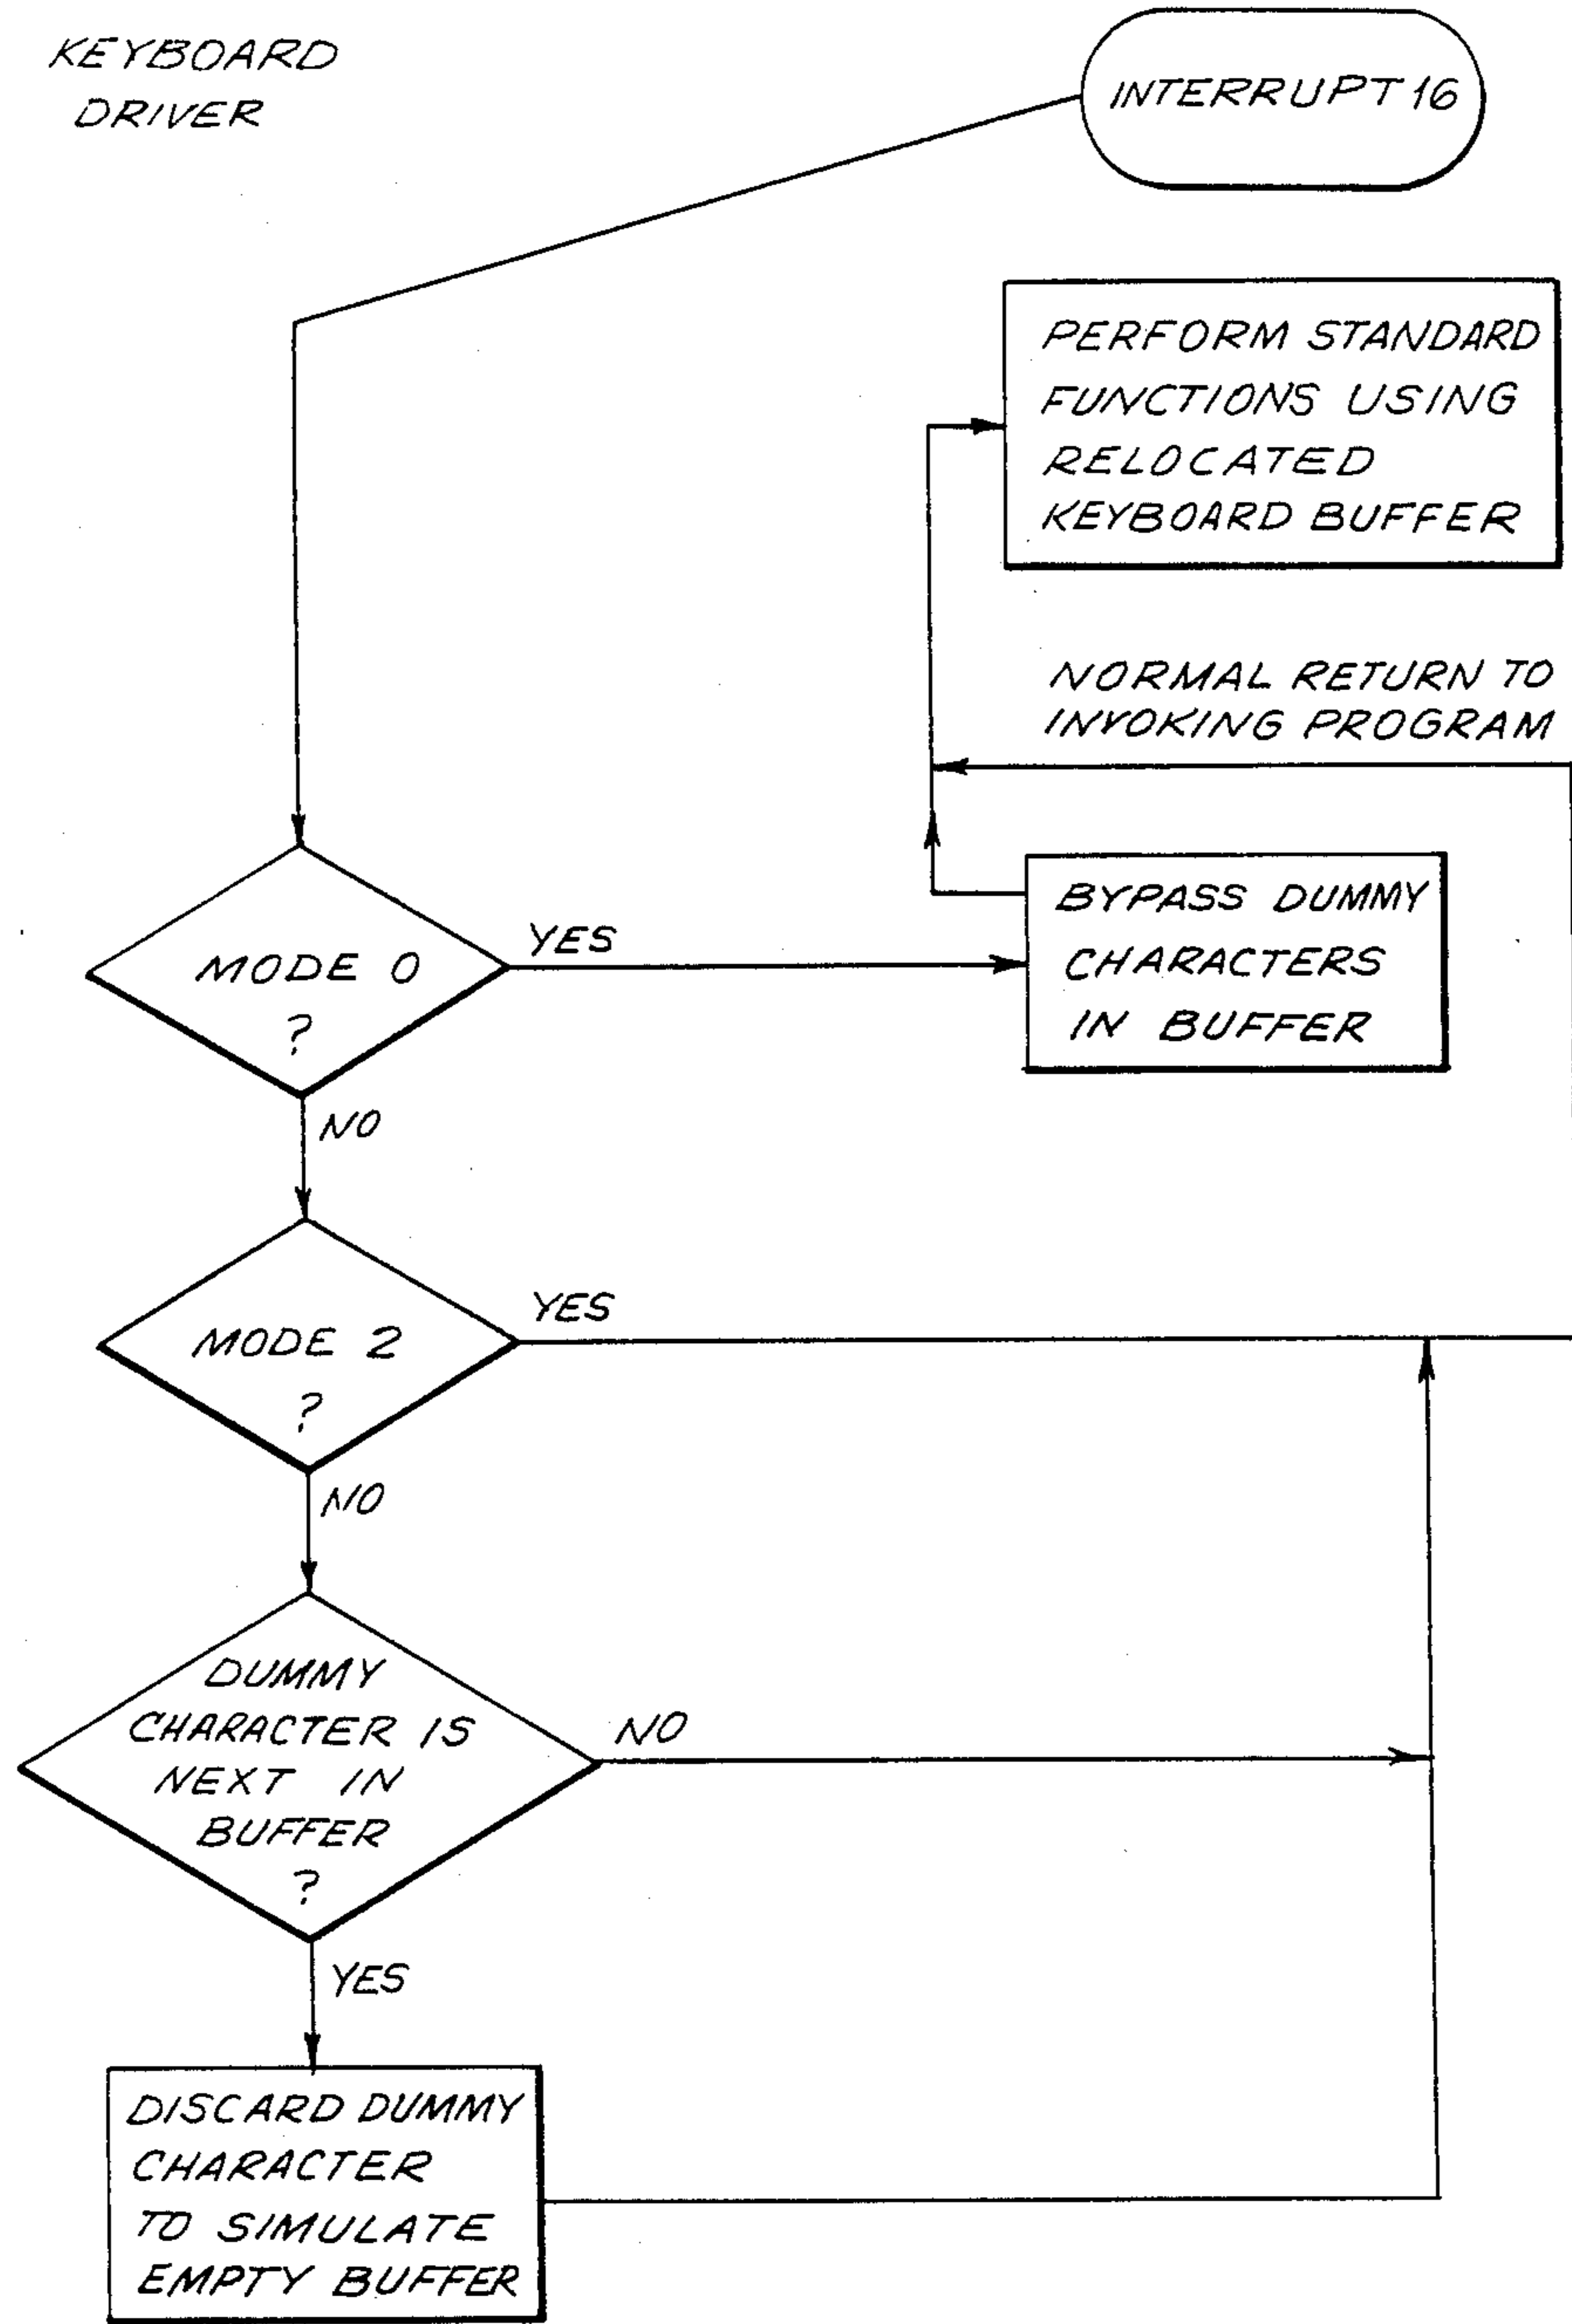 KEYBOARD
DRIVER
INTERRUPT 16
PERFORM STANDARD
FUNCTIONS USING
RELOCATED
KEYBOARD BUFFER
NORMAL RETURN TO
INVOKING PROGRAM
MODE 0
?
YES
BYPASS DUMMY
CHARACTERS
IN BUFFER
NO
MODE 2
?
YES
NO
DUMMY
CHARACTER IS
NEXT IN
BUFFER
?
NO
YES
DISCARD DUMMY
CHARACTER
TO SIMULATE
EMPTY BUFFER